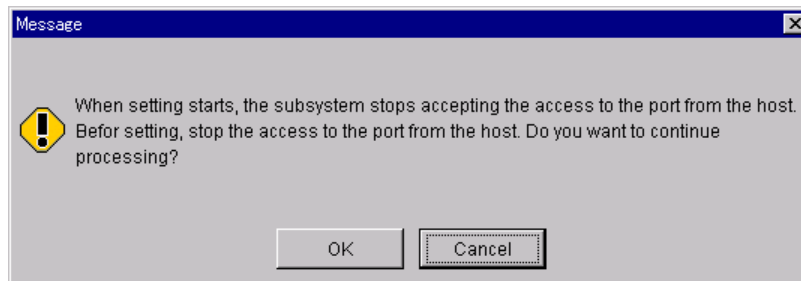 Message
When setting starts, the subsystem stops accepting the access to the port from the host.
Befor setting, stop the access to the port from the host. Do you want to continue
processing?
OK
Cancel